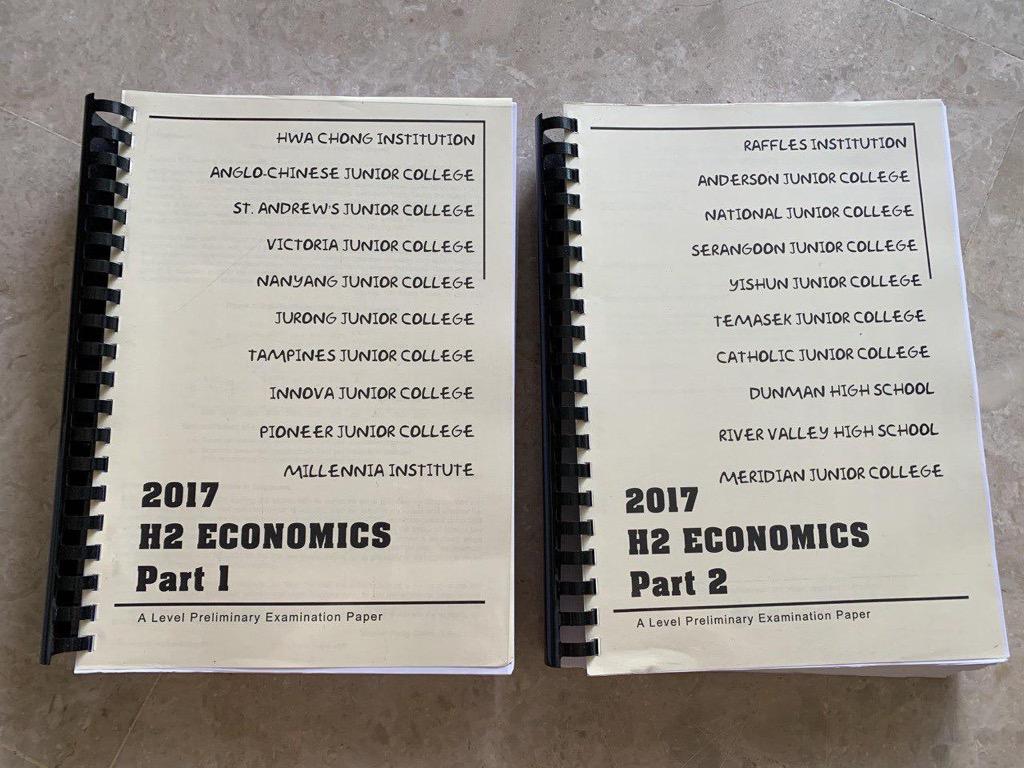 HWA CHONG INSTITUTION
ANGLO-CHINESE JUNIOR COLLEGE
ST. ANDREW'S JUNIOR COLLEGE
VICTORIA JUNIOR COLLEGE
NANYANG JUNIOR COLLEGE
JURONG JUNIOR COLLEGE
TAMPINES JUNIOR COLLEGE
INNOVA JUNIOR COLLEGE
PIONEER JUNIOR COLLEGE
MILLENNIA INSTITUTE
2017
H2 ECONOMICS
Part 1
A Level Preliminary Examination Paper
RAFFLES INSTITUTION
ANDERSON JUNIOR COLLEGE
NATIONAL JUNIOR COLLEGE
SERANGOON JUNIOR COLLEGE
YISHUN JUNIOR COLLEGE
TEMASEK JUNIOR COLLEGE
CATHOLIC JUNIOR COLLEGE
DUNMAN HIGH SCHOOL
RIVER VALLEY HIGH SCHOOL
MERIDIAN JUNIOR COLLEGE
2017
H2 ECONOMICS
Part 2
A Level Preliminary Examination Paper